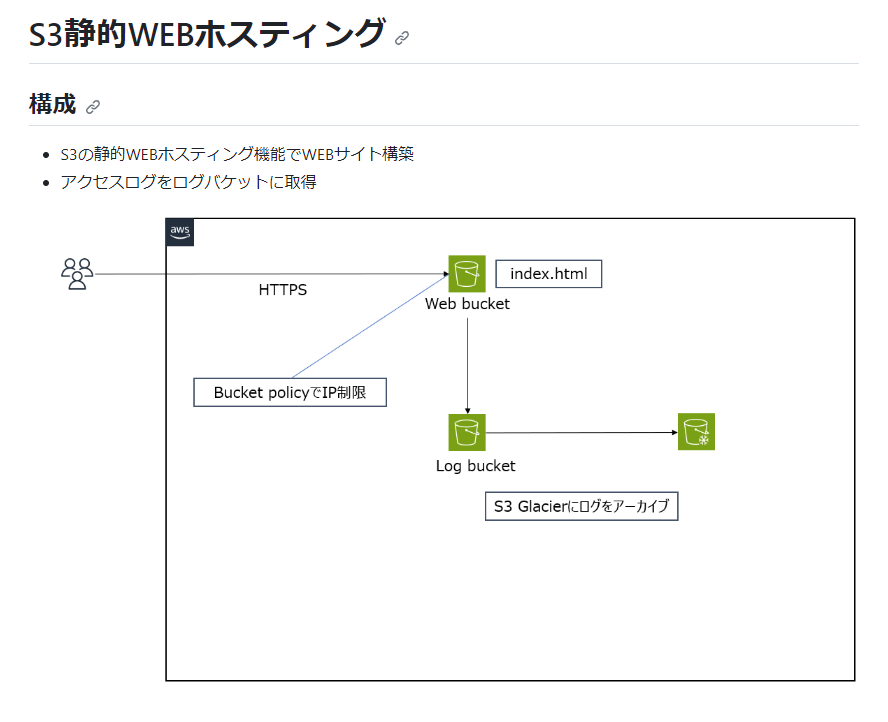 S3静的WEBホスティング
構成
S3の静的WEBホスティング機能でWEBサイト構築
アクセスログをログバケットに取得
aws
HTTPS
index.html
Web bucket
Bucket policyでIP制限
Log bucket
S3 Glacierにログをアーカイブ